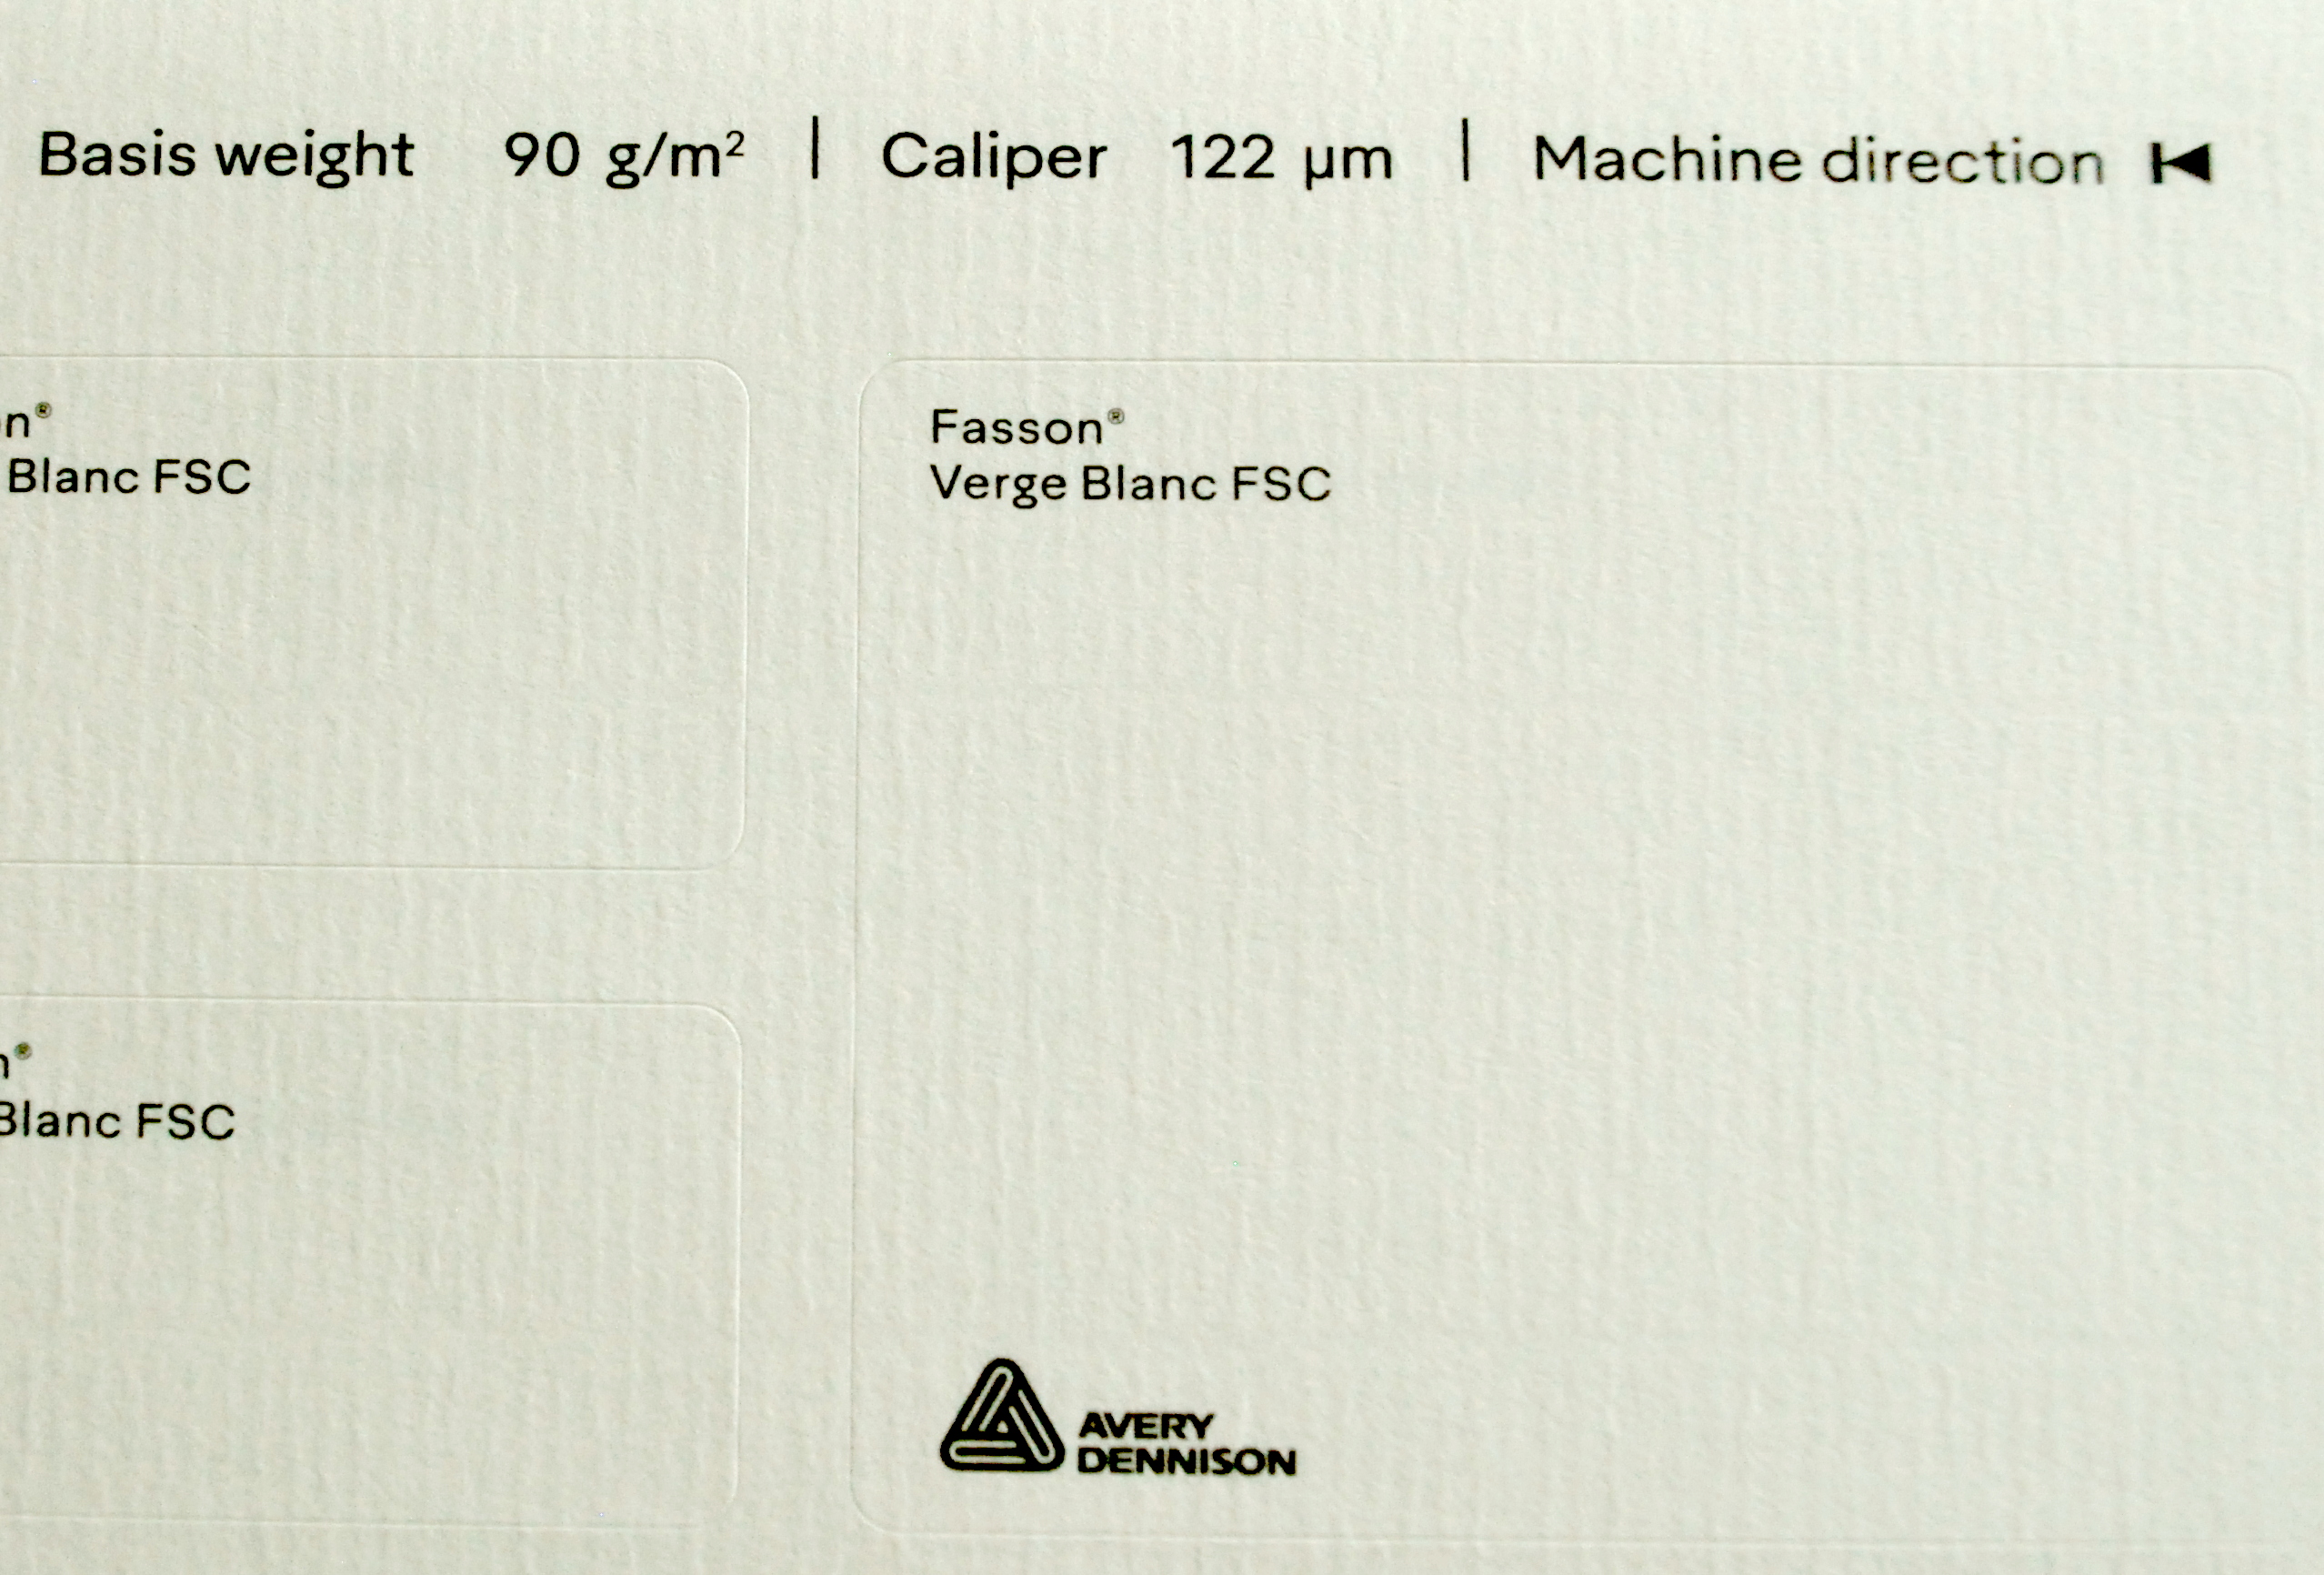 Basis weight 90 g/m² | Caliper 122 µm | Machine direction
n®
Blanc FSC
Fasson®
Verge Blanc FSC
n®
Blanc FSC
AVERY
DENNISON